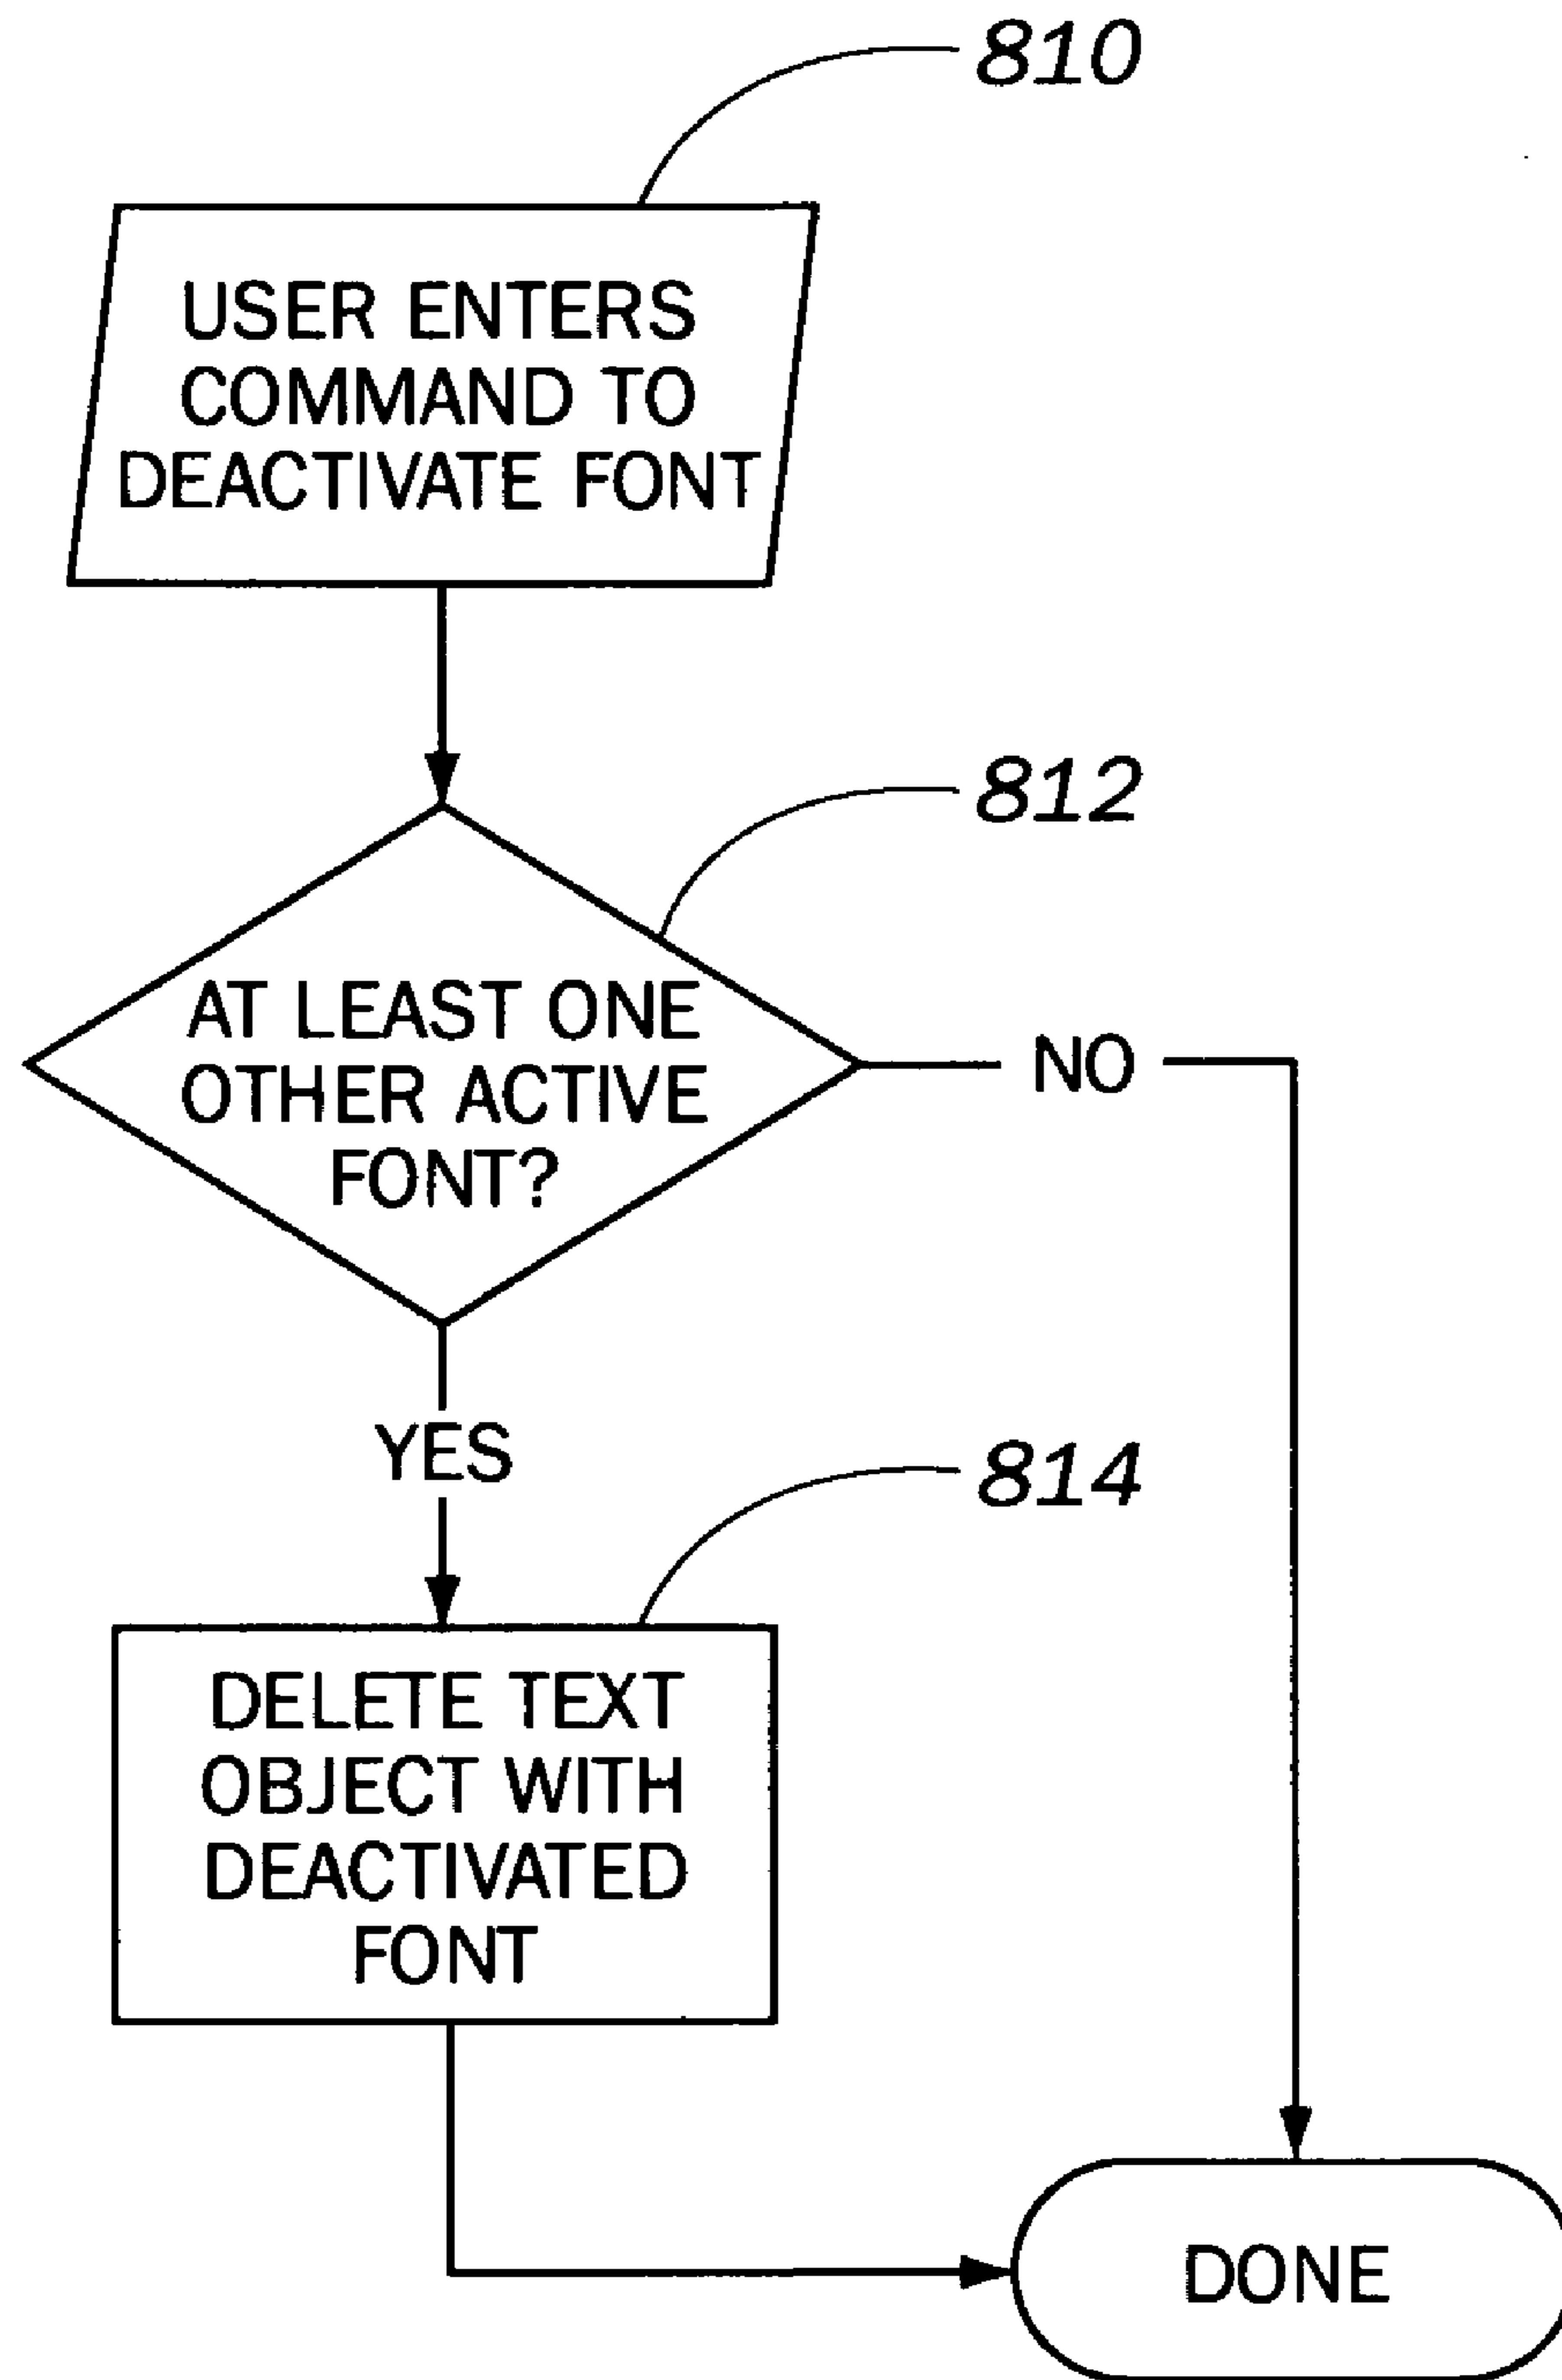 810
USER ENTERS
COMMAND TO
DEACTIVATE FONT
812
AT LEAST ONE
OTHER ACTIVE
FONT?
NO
YES
814
DELETE TEXT
OBJECT WITH
DEACTIVATED
FONT
DONE